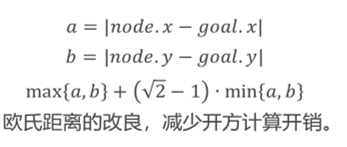 a = |node.x − goal.x|
b = |node.y − goal.y|
max{a, b} + (√2 − 1) · min{a, b}
欧氏距离的改良，减少开方计算开销。